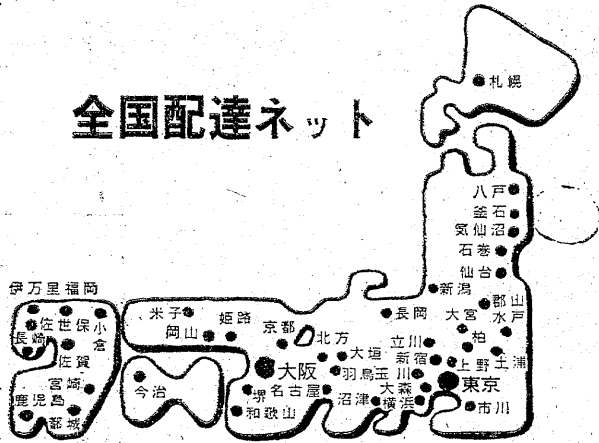 全国配達ネット
札幌
八戸
釜石
気仙沼
石巻
仙台
新潟
郡山
水戸
長岡
大宮
柏
立川
新宿
上野
土浦
玉川
東京
大森
横浜
市川
沼津
北方
大垣
羽島
名古屋
京都
大阪
堺
和歌山
姫路
米子
岡山
今治
伊万里
福岡
佐世保
小倉
長崎
佐賀
宮崎
鹿児島
都城